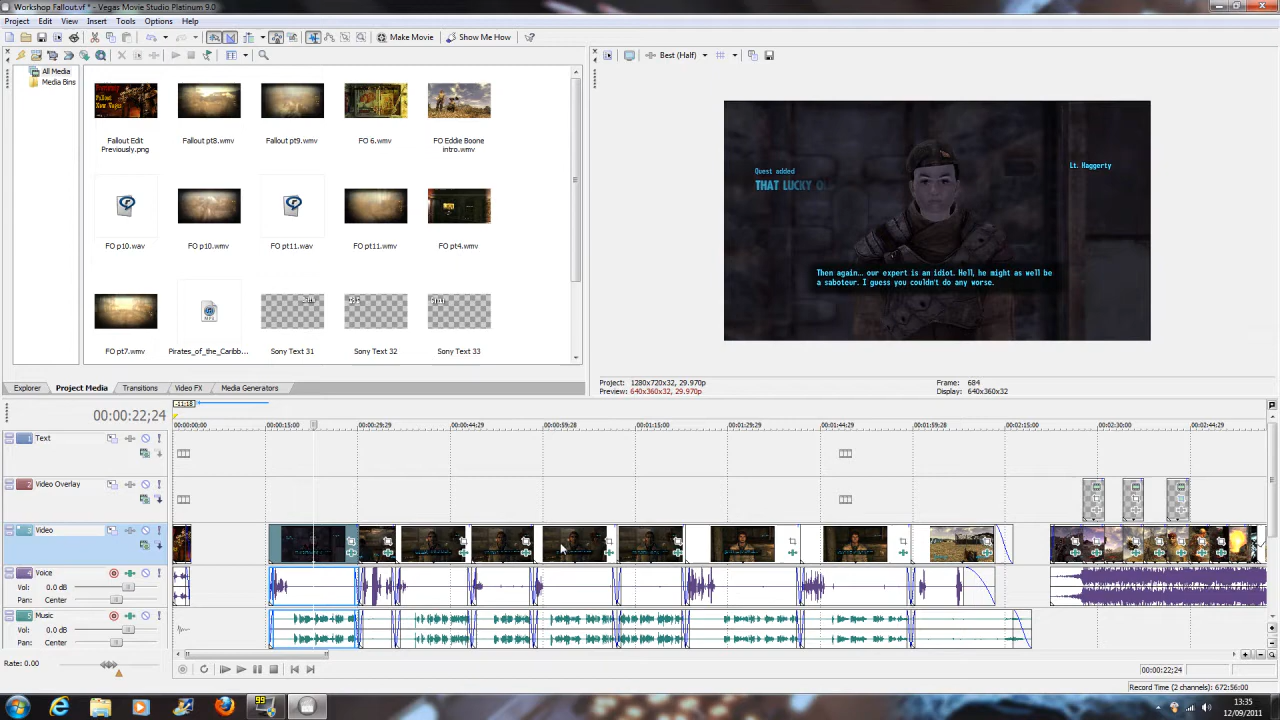 Workshop Fallout.vf * - Vegas Movie Studio Platinum 9.0
Project Edit View Insert Tools Options Help
Make Movie Show Me How
Best (Half)
All Media
Media Bins
Fallout Edit Previously.png
Fallout pt8.wmv
Fallout pt9.wmv
FO 6.wmv
FO Eddie Boone intro.wmv
FO p10.wav
FO p10.wmv
FO pt11.wav
FO pt11.wmv
FO pt4.wmv
FO pt7.wmv
Pirates_of_the_Caribb...
Sony Text 31
Sony Text 32
Sony Text 33
Explorer Project Media Transitions Video FX Media Generators
Quest added
THAT LUCKY OL
Lt. Haggerty
Then again... our expert is an idiot. Hell, he might as well be
a saboteur. I guess you couldn't do any worse.
Project: 1280x720x32, 29.970p
Preview: 640x360x32, 29.970p
Frame: 684
Display: 640x360x32
00:00:22;24
-11;18
00:00:00;00 00:00:15;00 00:00:29;29 00:00:44;29 00:00:59;28 00:01:15;00 00:01:29;29 00:01:44;29 00:01:59;28 00:02:15;00 00:02:30;00 00:02:44;29
1 Text
2 Video Overlay
Video
Voice
Vol: 0.0 dB
Pan: Center
Music
Vol: 0.0 dB
Pan: Center
Rate: 0.00
00:00:22;24
Record Time (2 channels): 672:56:00
99
13:35
12/09/2011